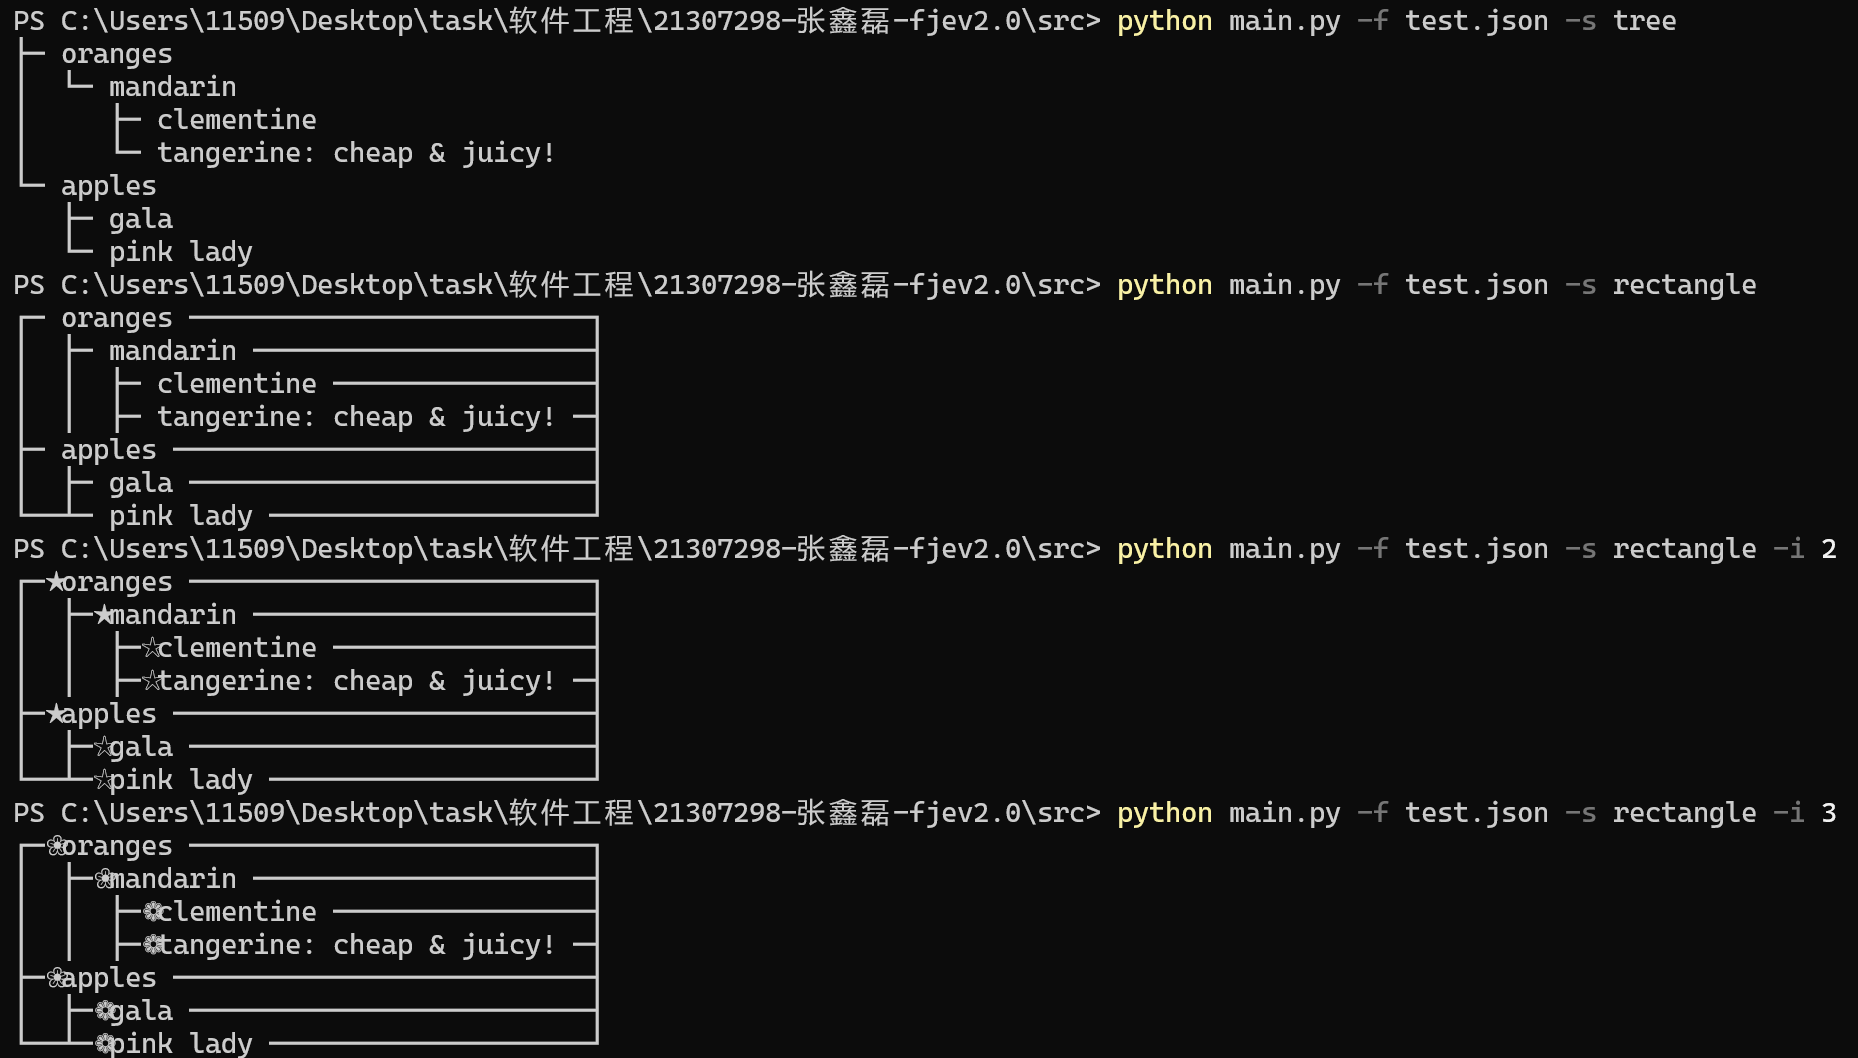 PS C:\Users\11509\Desktop\task\软件工程\21307298-张鑫磊-fjev2.0\src> python main.py -f test.json -s tree
├─ oranges
│  └─ mandarin
│     ├─ clementine
│     └─ tangerine: cheap & juicy!
└─ apples
   ├─ gala
   └─ pink lady
PS C:\Users\11509\Desktop\task\软件工程\21307298-张鑫磊-fjev2.0\src> python main.py -f test.json -s rectangle
┌─ oranges ─────────────────────────┐
│  ├─ mandarin ─────────────────────┤
│  │  ├─ clementine ────────────────┤
│  │  ├─ tangerine: cheap & juicy! ─┤
├─ apples ──────────────────────────┤
│  ├─ gala ─────────────────────────┤
└──┴─ pink lady ────────────────────┘
PS C:\Users\11509\Desktop\task\软件工程\21307298-张鑫磊-fjev2.0\src> python main.py -f test.json -s rectangle -i 2
┌─★oranges ─────────────────────────┐
│  ├─★mandarin ─────────────────────┤
│  │  ├─☆clementine ────────────────┤
│  │  ├─☆tangerine: cheap & juicy! ─┤
├─★apples ──────────────────────────┤
│  ├─☆gala ─────────────────────────┤
└──┴─☆pink lady ────────────────────┘
PS C:\Users\11509\Desktop\task\软件工程\21307298-张鑫磊-fjev2.0\src> python main.py -f test.json -s rectangle -i 3
┌─❀oranges ─────────────────────────┐
│  ├─❀mandarin ─────────────────────┤
│  │  ├─❁clementine ────────────────┤
│  │  ├─❁tangerine: cheap & juicy! ─┤
├─❀apples ──────────────────────────┤
│  ├─❁gala ─────────────────────────┤
└──┴─❁pink lady ────────────────────┘